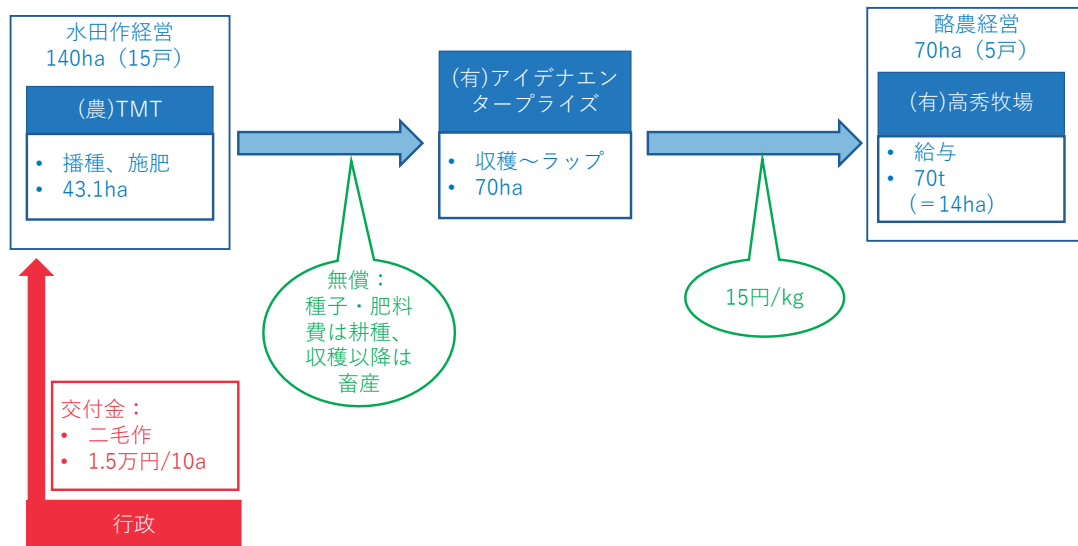 水田作経営
140ha（15戸）
(農)TMT
• 播種、施肥
• 43.1ha
(有)アイデナエン
タープライズ
• 収穫～ラップ
• 70ha
酪農経営
70ha（5戸）
(有)高秀牧場
• 給与
• 70t
（＝14ha）
無償：
種子・肥料
費は耕種、
収穫以降は
畜産
15円/kg
交付金：
• 二毛作
• 1.5万円/10a
行政